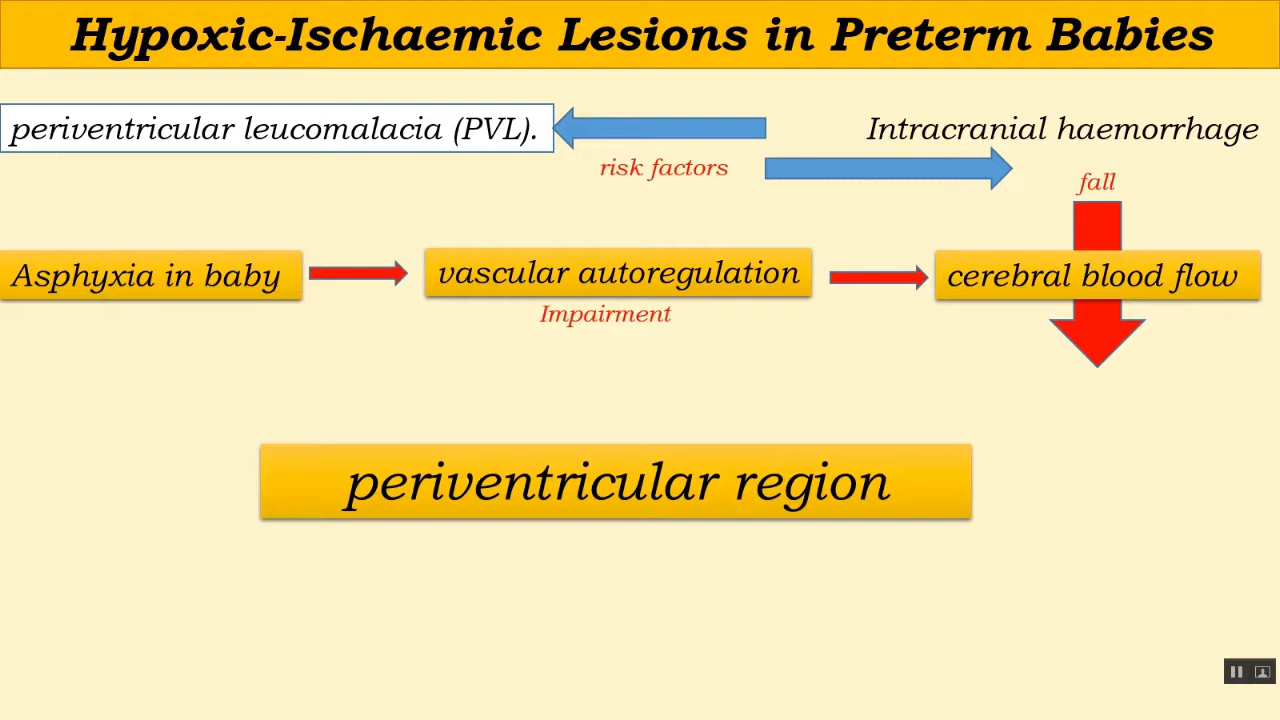 Hypoxic-Ischaemic Lesions in Preterm Babies
periventricular leucomalacia (PVL).
Intracranial haemorrhage
risk factors
fall
Asphyxia in baby
vascular autoregulation
cerebral blood flow
Impairment
periventricular region